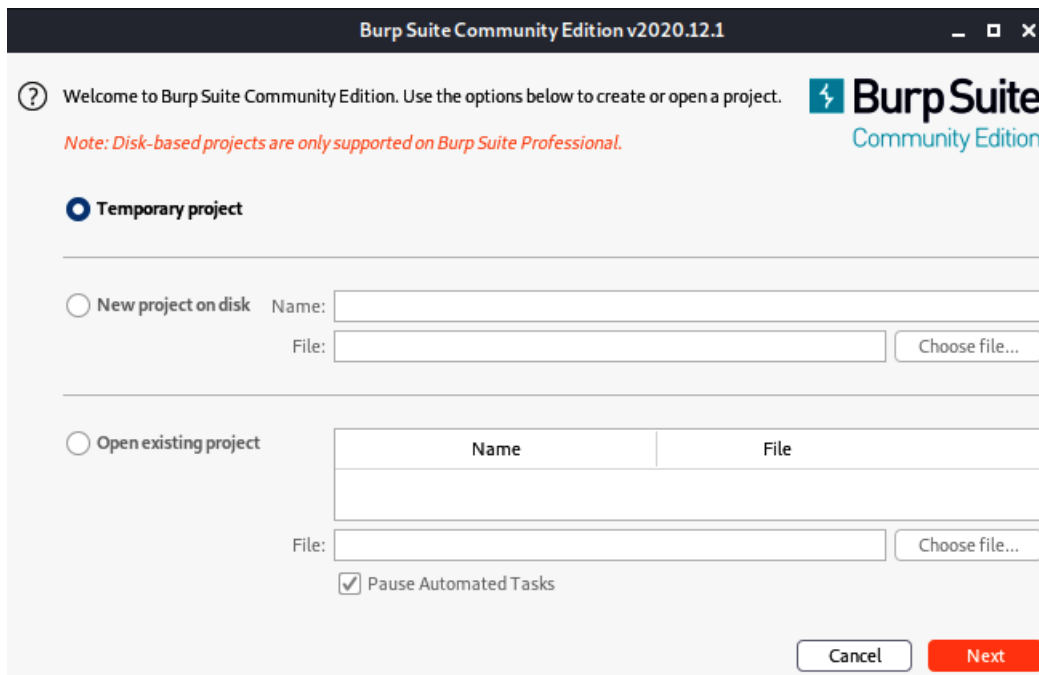 Burp Suite Community Edition v2020.12.1
Welcome to Burp Suite Community Edition. Use the options below to create or open a project.
Burp Suite
Community Edition
Note: Disk-based projects are only supported on Burp Suite Professional.
Temporary project
New project on disk Name:
File: Choose file...
Open existing project Name File
File: Choose file...
Pause Automated Tasks
Cancel Next